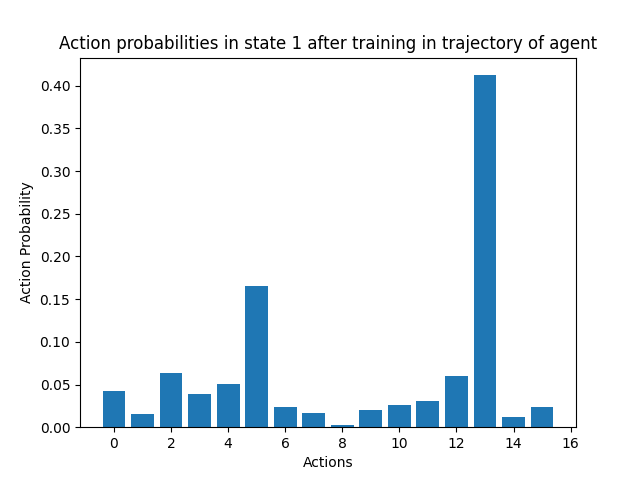 Action probabilities in state 1 after training in trajectory of agent
0.40
0.35
0.30
0.25
0.20
0.15
0.10
0.05
0.00
Action Probability
0 2 4 6 8 10 12 14 16
Actions